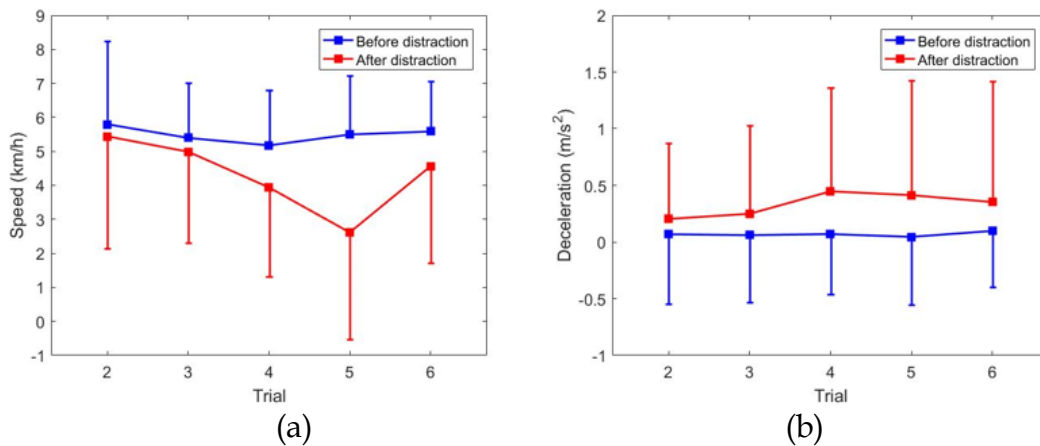 Speed (km/h)
9
8
7
6
5
4
3
2
1
0
-1
Before distraction
After distraction
2 3 4 5 6
Trial
(a)
Deceleration (m/s²)
2
1.5
1
0.5
0
-0.5
-1
Before distraction
After distraction
2 3 4 5 6
Trial
(b)